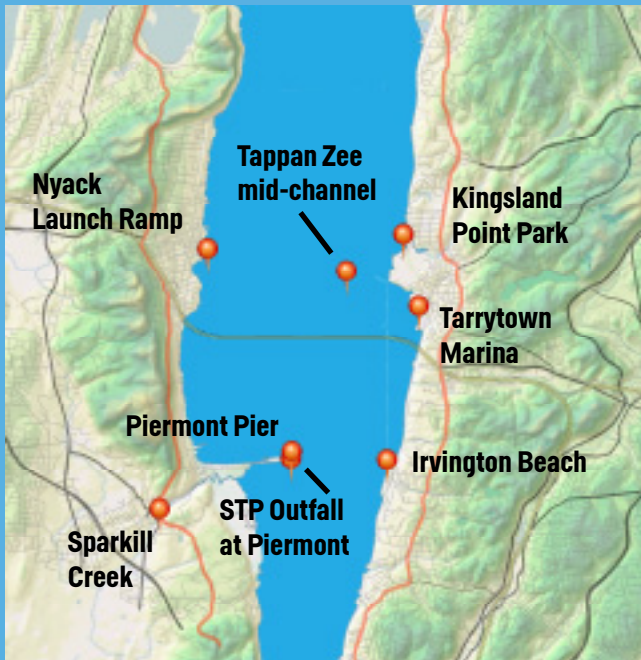 Tappan Zee
mid-channel
Nyack
Launch Ramp
Kingsland
Point Park
Tarrytown
Marina
Piermont Pier
Irvington Beach
STP Outfall
at Piermont
Sparkill
Creek